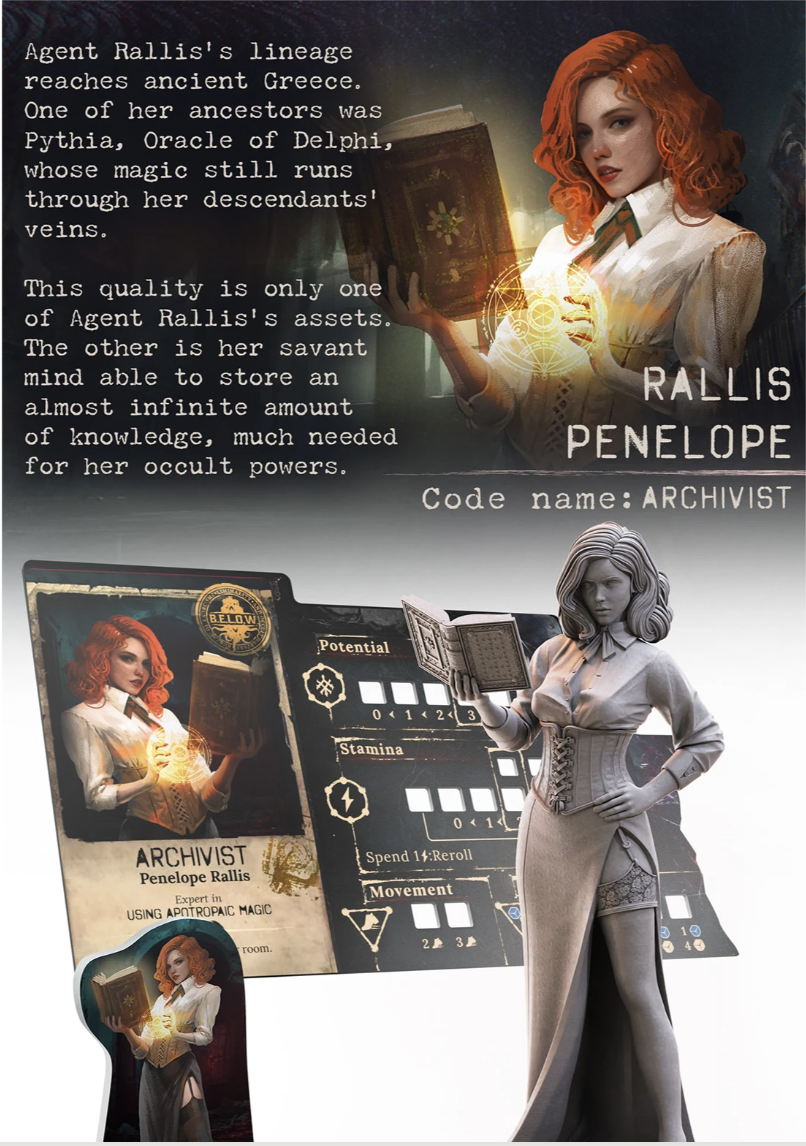 Agent Rallis's lineage
reaches ancient Greece.
One of her ancestors was
Pythia, Oracle of Delphi,
whose magic still runs
through her descendants'
veins.
This quality is only one
of Agent Rallis's assets.
The other is her savant
mind able to store an
almost infinite amount
of knowledge, much needed
for her occult powers.
RALLIS
PENELOPE
Code name: ARCHIVIST
B.E.L.O.W
Potential
0 < 1 < 2 < 3
Stamina
0 < 1 <
Spend 1 :Reroll
Movement
2 3
1
4
ARCHIVIST
Penelope Rallis
Expert in
USING APOTROPAIC MAGIC
room.